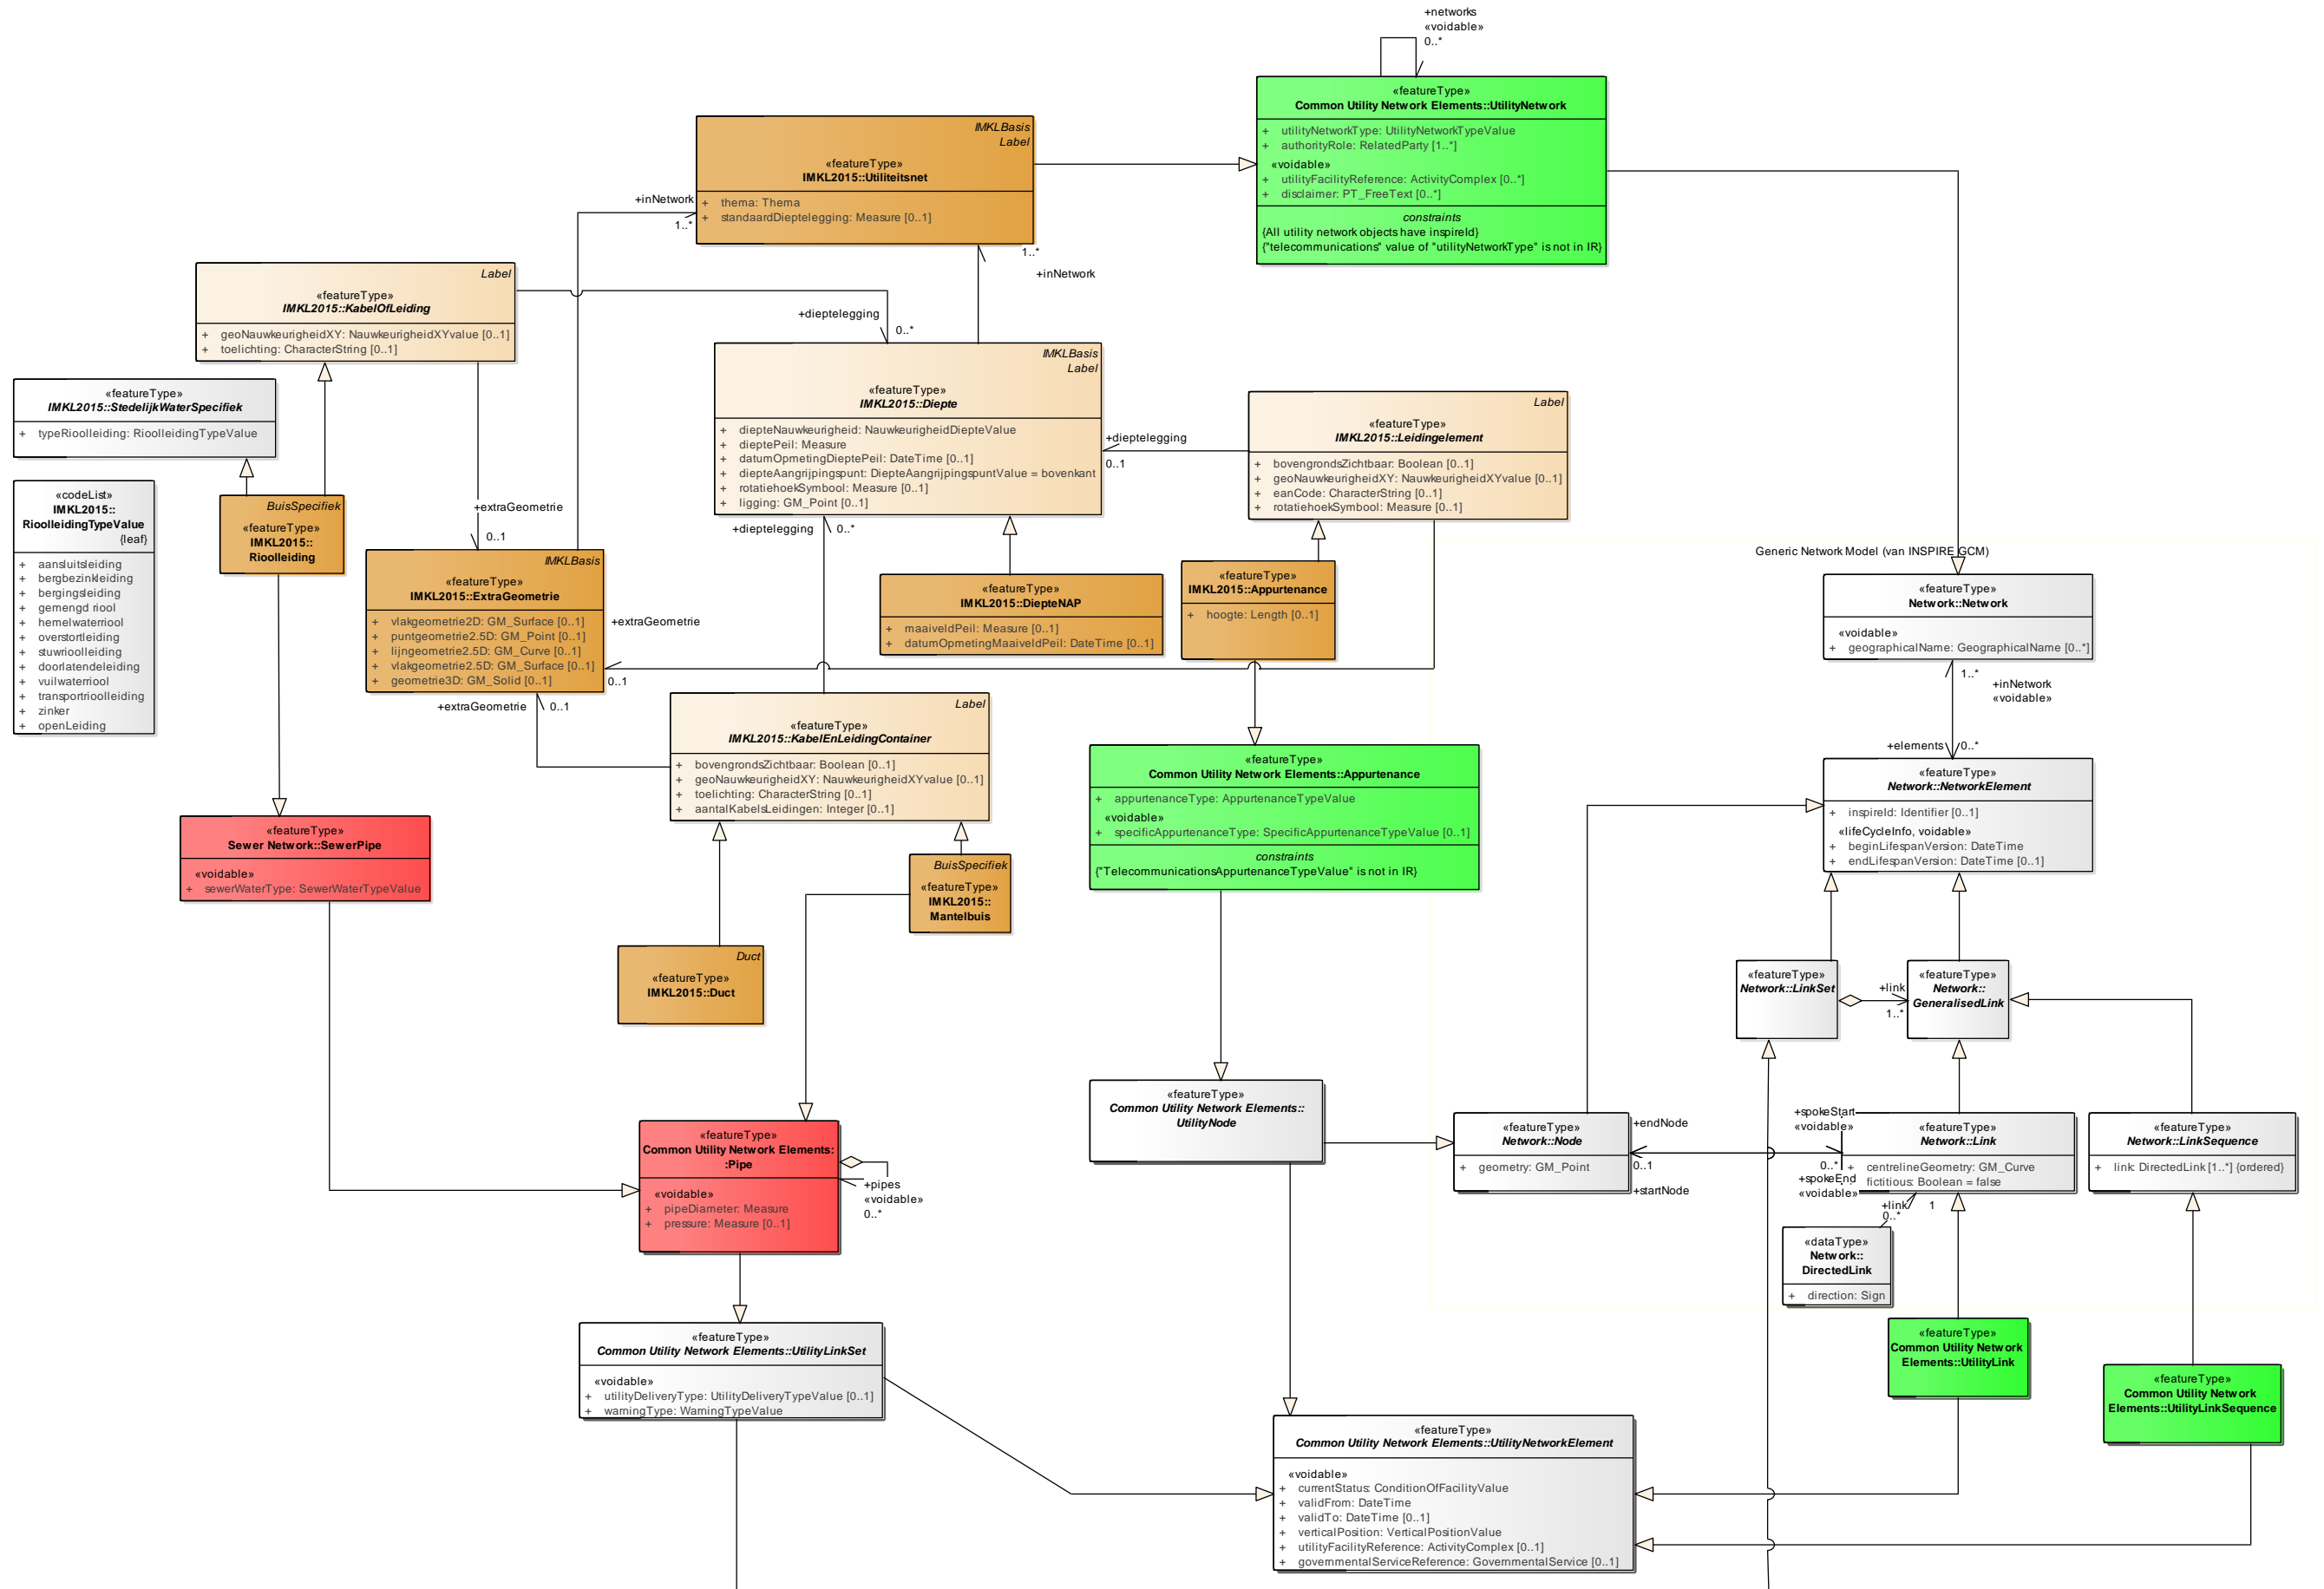 +networks
«voidable»
0..*
«featureType»
Common Utility Network Elements::UtilityNetwork
+ utilityNetworkType: UtilityNetworkTypeValue
+ authorityRole: RelatedParty [1..*]
«voidable»
+ utilityFacilityReference: ActivityComplex [0..*]
+ disclaimer: PT_FreeText [0..*]
constraints
{All utility network objects have inspireId}
{"telecommunications" value of "utilityNetworkType" is not in IR}
IMKLBasis
Label
«featureType»
IMKL2015::Utiliteitsnet
+ thema: Thema
+ standaardDieptelegging: Measure [0..1]
+inNetwork
1..*
1..*
+inNetwork
Label
«featureType»
IMKL2015::KabelOfLeiding
+ geoNauwkeurigheidXY: NauwkeurigheidXYvalue [0..1]
+ toelichting: CharacterString [0..1]
+dieptelegging
0..*
IMKLBasis
Label
«featureType»
IMKL2015::Diepte
+ diepteNauwkeurigheid: NauwkeurigheidDiepteValue
+ dieptePeil: Measure
+ datumOpmetingDieptePeil: DateTime [0..1]
+ diepteAangrijpingspunt: DiepteAangrijpingspuntValue = bovenkant
+ rotatiehoekSymbool: Measure [0..1]
+ ligging: GM_Point [0..1]
«featureType»
IMKL2015::StedelijkWaterSpecifiek
+ typeRioolleiding: RioolleidingTypeValue
Label
«featureType»
IMKL2015::Leidingelement
+ bovengrondsZichtbaar: Boolean [0..1]
+ geoNauwkeurigheidXY: NauwkeurigheidXYvalue [0..1]
+ eanCode: CharacterString [0..1]
+ rotatiehoekSymbool: Measure [0..1]
+dieptelegging
0..1
«codeList»
IMKL2015::
RioolleidingTypeValue
{leaf}
+ aansluitsleiding
+ bergbezinkleiding
+ bergingsleiding
+ gemengd riool
+ hemelwaterriool
+ overstortleiding
+ stuwrioolleiding
+ doorlatendeleiding
+ vuilwaterriool
+ transportrioolleiding
+ zinker
+ openLeiding
BuisSpecifiek
«featureType»
IMKL2015::
Rioolleiding
+extraGeometrie
0..1
+dieptelegging
0..*
IMKLBasis
«featureType»
IMKL2015::ExtraGeometrie
+ vlakgeometrie2D: GM_Surface [0..1]
+ puntgeometrie2.5D: GM_Point [0..1]
+ lijngeometrie2.5D: GM_Curve [0..1]
+ vlakgeometrie2.5D: GM_Surface [0..1]
+ geometrie3D: GM_Solid [0..1]
+extraGeometrie
0..1
«featureType»
IMKL2015::DiepteNAP
+ maaiveldPeil: Measure [0..1]
+ datumOpmetingMaaiveldPeil: DateTime [0..1]
«featureType»
IMKL2015::Appurtenance
+ hoogte: Length [0..1]
Generic Network Model (van INSPIRE GCM)
«featureType»
Network::Network
«voidable»
+ geographicalName: GeographicalName [0..*]
1..*
+inNetwork
«voidable»
+elements
0..*
+extraGeometrie
0..1
Label
«featureType»
IMKL2015::KabelEnLeidingContainer
+ bovengrondsZichtbaar: Boolean [0..1]
+ geoNauwkeurigheidXY: NauwkeurigheidXYvalue [0..1]
+ toelichting: CharacterString [0..1]
+ aantalKabelsLeidingen: Integer [0..1]
«featureType»
Common Utility Network Elements::Appurtenance
+ appurtenanceType: AppurtenanceTypeValue
«voidable»
+ specificAppurtenanceType: SpecificAppurtenanceTypeValue [0..1]
constraints
{"TelecommunicationsAppurtenanceTypeValue" is not in IR}
«featureType»
Network::NetworkElement
+ inspireId: Identifier [0..1]
«lifeCycleInfo, voidable»
+ beginLifespanVersion: DateTime
+ endLifespanVersion: DateTime [0..1]
«featureType»
Sewer Network::SewerPipe
«voidable»
+ sewerWaterType: SewerWaterTypeValue
BuisSpecifiek
«featureType»
IMKL2015::
Mantelbuis
Duct
«featureType»
IMKL2015::Duct
«featureType»
Network::LinkSet
+link
1..*
«featureType»
Network::
GeneralisedLink
«featureType»
Common Utility Network Elements::
UtilityNode
«featureType»
Network::Node
+ geometry: GM_Point
+endNode
0..1
+startNode
+spokeStart
«voidable»
0..*
+spokeEnd
«voidable»
«featureType»
Network::Link
+ centrelineGeometry: GM_Curve
fictitious: Boolean = false
«featureType»
Network::LinkSequence
+ link: DirectedLink [1..*] {ordered}
+link
1
0..*
«dataType»
Network::
DirectedLink
+ direction: Sign
«featureType»
Common Utility Network Elements:
:Pipe
«voidable»
+ pipeDiameter: Measure
+ pressure: Measure [0..1]
+pipes
«voidable»
0..*
«featureType»
Common Utility Network Elements::UtilityLinkSet
«voidable»
+ utilityDeliveryType: UtilityDeliveryTypeValue [0..1]
+ warningType: WarningTypeValue
«featureType»
Common Utility Network
Elements::UtilityLink
«featureType»
Common Utility Network
Elements::UtilityLinkSequence
«featureType»
Common Utility Network Elements::UtilityNetworkElement
«voidable»
+ currentStatus: ConditionOfFacilityValue
+ validFrom: DateTime
+ validTo: DateTime [0..1]
+ verticalPosition: VerticalPositionValue
+ utilityFacilityReference: ActivityComplex [0..1]
+ governmentalServiceReference: GovernmentalService [0..1]